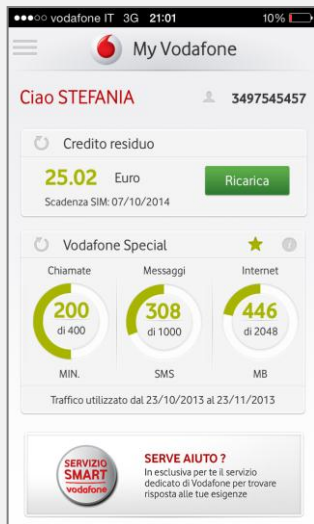 vodafone IT 3G 21:01 10%
My Vodafone
Ciao STEFANIA 3497545457
Credito residuo
25.02 Euro Ricarica
Scadenza SIM: 07/10/2014
Vodafone Special
Chiamate Messaggi Internet
200 308 446
di 400 di 1000 di 2048
MIN. SMS MB
Traffico utilizzato dal 23/10/2013 al 23/11/2013
SERVIZIO
SMART
vodafone
SERVE AIUTO ?
In esclusiva per te il servizio
dedicato di Vodafone per trovare
risposta alle tue esigenze